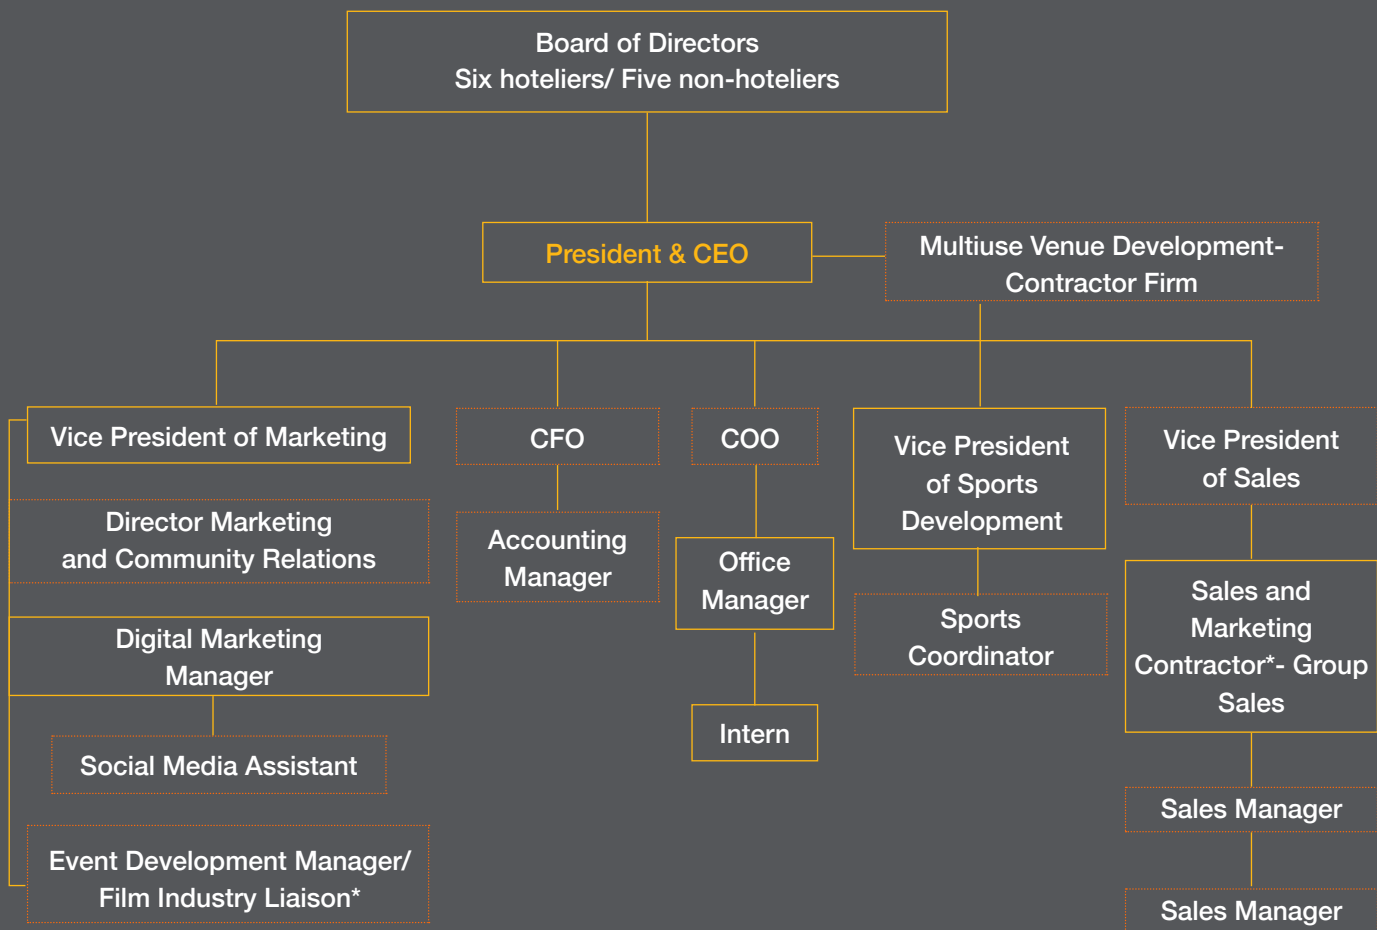 Board of Directors
Six hoteliers/ Five non-hoteliers
President & CEO
Multiuse Venue Development-
Contractor Firm
Vice President of Marketing
Director Marketing
and Community Relations
Digital Marketing
Manager
Social Media Assistant
Event Development Manager/
Film Industry Liaison*
CFO
Accounting
Manager
COO
Office
Manager
Intern
Vice President
of Sports
Development
Sports
Coordinator
Vice President
of Sales
Sales and
Marketing
Contractor*- Group
Sales
Sales Manager
Sales Manager